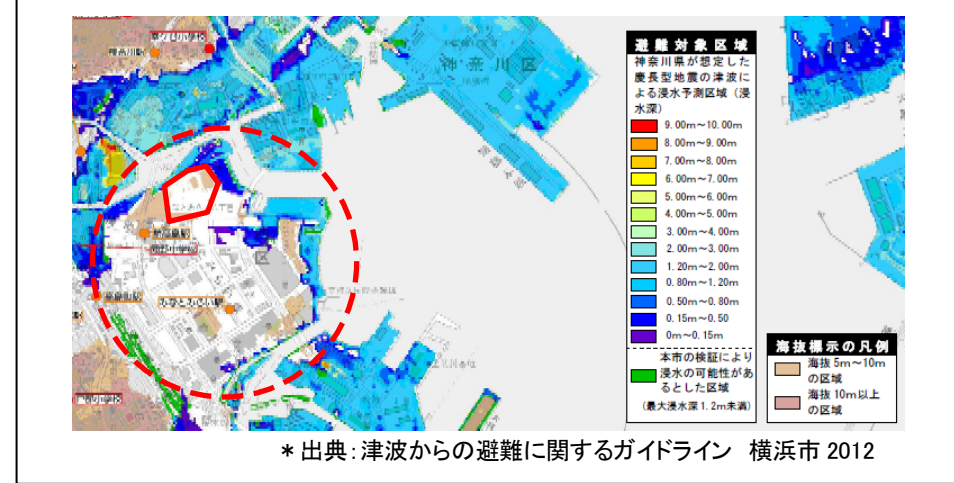 神奈川区
新高島駅
みなとみらい駅
区
避難対象区域
神奈川県が想定した
慶長型地震の津波に
よる浸水予測区域（浸
水深）
9.00m～10.00m
8.00m～9.00m
7.00m～8.00m
6.00m～7.00m
5.00m～6.00m
4.00m～5.00m
3.00m～4.00m
2.00m～3.00m
1.20m～2.00m
0.80m～1.20m
0.50m～0.80m
0.15m～0.50
0m～0.15m
本市の検証により
浸水の可能性があ
るとした区域
（最大浸水深1.2m未満）
海抜標示の凡例
海抜 5m～10m
の区域
海抜 10m以上
の区域
＊出典：津波からの避難に関するガイドライン　横浜市 2012